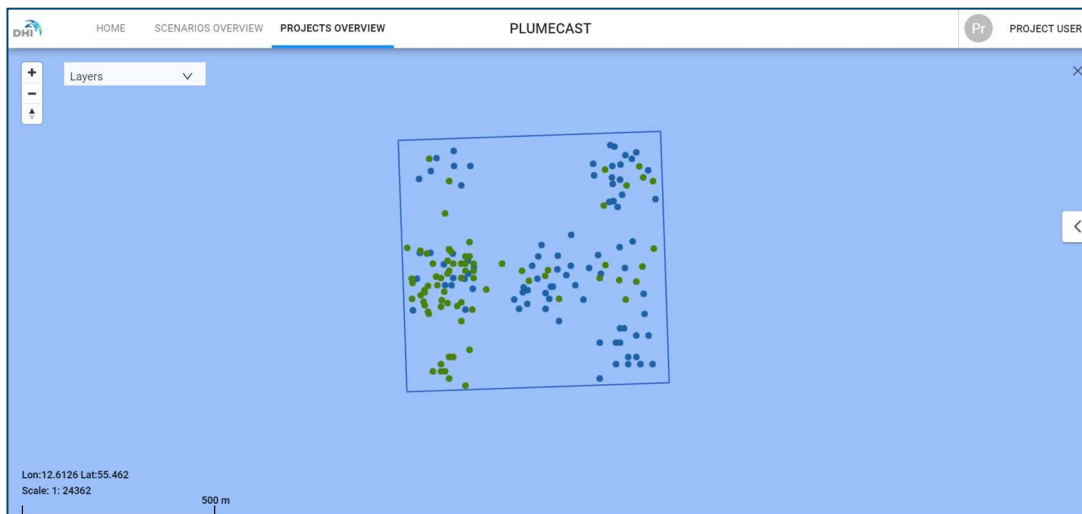 DHI
HOME
SCENARIOS OVERVIEW
PROJECTS OVERVIEW
PLUMECAST
Pr
PROJECT USER
+
Layers
−
Lon:12.6126 Lat:55.462
Scale: 1: 24362
500 m